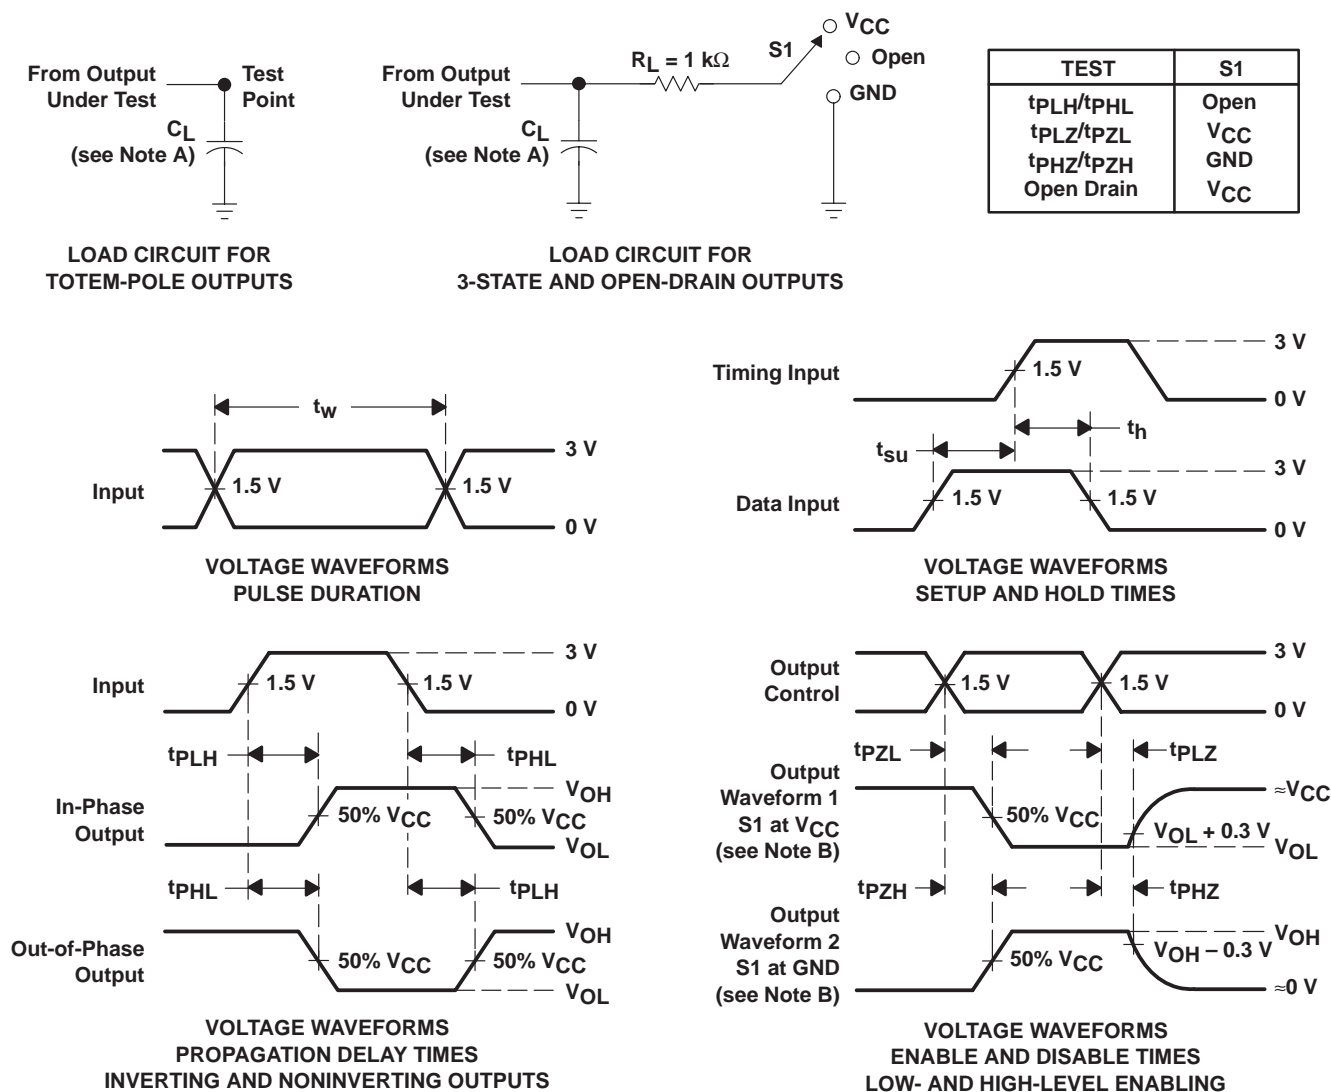 From Output
Under Test
Test
Point
CL
(see Note A)
LOAD CIRCUIT FOR
TOTEM-POLE OUTPUTS
From Output
Under Test
RL = 1 kΩ
S1
VCC
Open
GND
CL
(see Note A)
LOAD CIRCUIT FOR
3-STATE AND OPEN-DRAIN OUTPUTS
TEST S1
tPLH/tPHL Open
tPLZ/tPZL VCC
tPHZ/tPZH GND
Open Drain VCC
tw
Input
1.5 V
1.5 V
3 V
0 V
VOLTAGE WAVEFORMS
PULSE DURATION
Timing Input
1.5 V
3 V
0 V
th
tsu
Data Input
1.5 V
1.5 V
3 V
0 V
VOLTAGE WAVEFORMS
SETUP AND HOLD TIMES
Input
1.5 V
1.5 V
3 V
0 V
tPLH
tPHL
In-Phase
Output
50% VCC
50% VCC
VOH
VOL
tPHL
tPLH
Out-of-Phase
Output
50% VCC
50% VCC
VOH
VOL
VOLTAGE WAVEFORMS
PROPAGATION DELAY TIMES
INVERTING AND NONINVERTING OUTPUTS
Output
Control
1.5 V
1.5 V
3 V
0 V
tPZL
tPLZ
Output
Waveform 1
S1 at VCC
(see Note B)
50% VCC
VOL + 0.3 V
≈VCC
VOL
tPZH
tPHZ
Output
Waveform 2
S1 at GND
(see Note B)
50% VCC
VOH − 0.3 V
VOH
≈0 V
VOLTAGE WAVEFORMS
ENABLE AND DISABLE TIMES
LOW- AND HIGH-LEVEL ENABLING